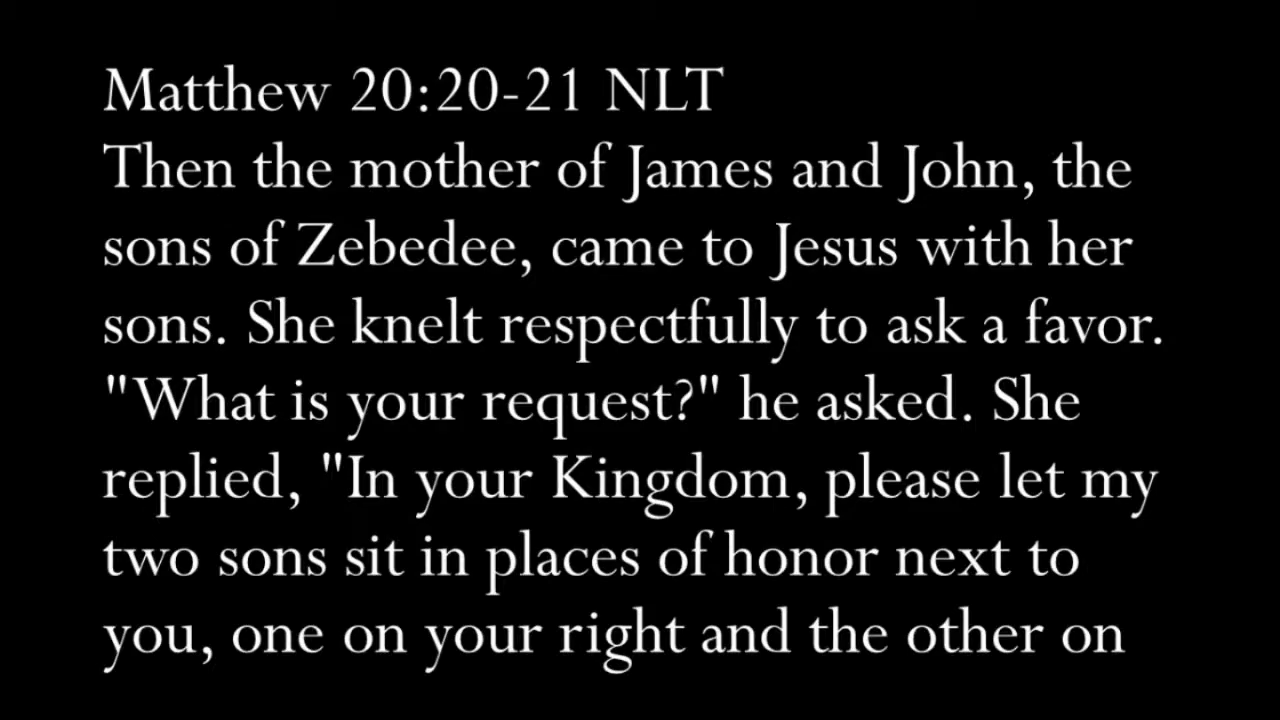 Matthew 20:20-21 NLT
Then the mother of James and John, the
sons of Zebedee, came to Jesus with her
sons. She knelt respectfully to ask a favor.
"What is your request?" he asked. She
replied, "In your Kingdom, please let my
two sons sit in places of honor next to
you, one on your right and the other on